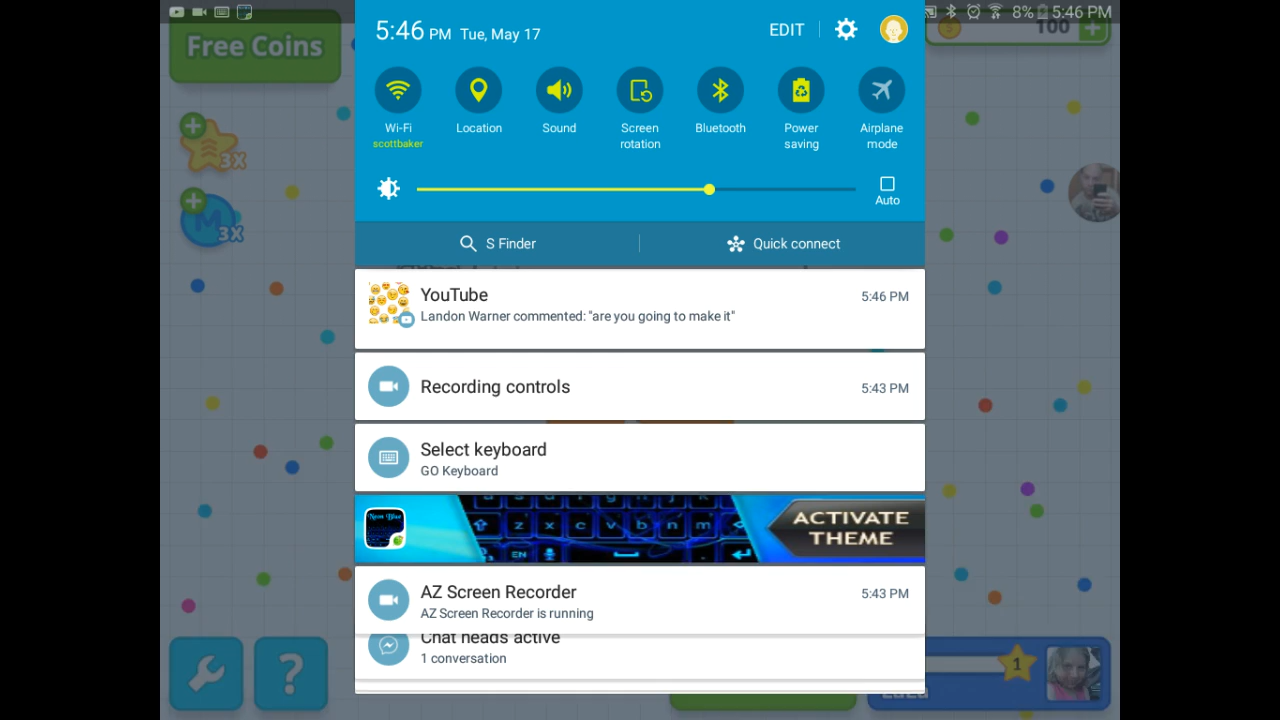 8% 5:46 PM
Free Coins
100
3X
3X
M
5:46 PM Tue, May 17
EDIT
Wi-Fi
scottbaker
Location
Sound
Screen
rotation
Bluetooth
Power
saving
Airplane
mode
Auto
S Finder
Quick connect
YouTube
5:46 PM
Landon Warner commented: "are you going to make it"
Recording controls
5:43 PM
Select keyboard
GO Keyboard
Neon Blue
z x c v b n m
EN
ACTIVATE
THEME
AZ Screen Recorder
5:43 PM
AZ Screen Recorder is running
Chat heads active
1 conversation
?
1